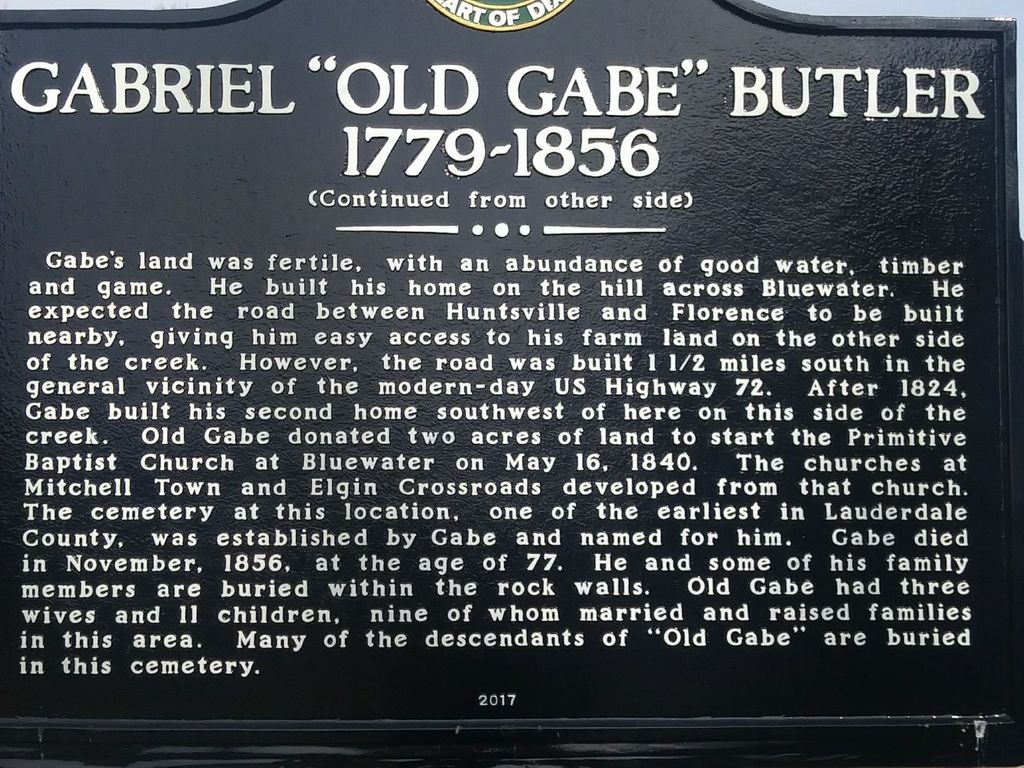 OF
GABRIEL “OLD GABE” BUTLER
1779-1856
(Continued from other side)
Gabe's land was fertile, with an abundance of good water, timber
and game. He built his home on the hill across Bluewater. He
expected the road between Huntsville and Florence to be built
nearby, giving him easy access to his farm land on the other side
of the creek. However, the road was built 1 1/2 miles south in the
general vicinity of the modern-day US Highway 72. After 1824,
Gabe built his second home southwest of here on this side of the
creek. Old Gabe donated two acres of land to start the Primitive
Baptist Church at Bluewater on May 16, 1840. The churches at
Mitchell Town and Elgin Crossroads developed from that church.
The cemetery at this location, one of the earliest in Lauderdale
County, was established by Gabe and named for him. Gabe died
in November, 1856, at the age of 77. He and some of his family
members are buried within the rock walls. Old Gabe had three
wives and 11 children, nine of whom married and raised families
in this area. Many of the descendants of “Old Gabe” are buried
in this cemetery.
2017